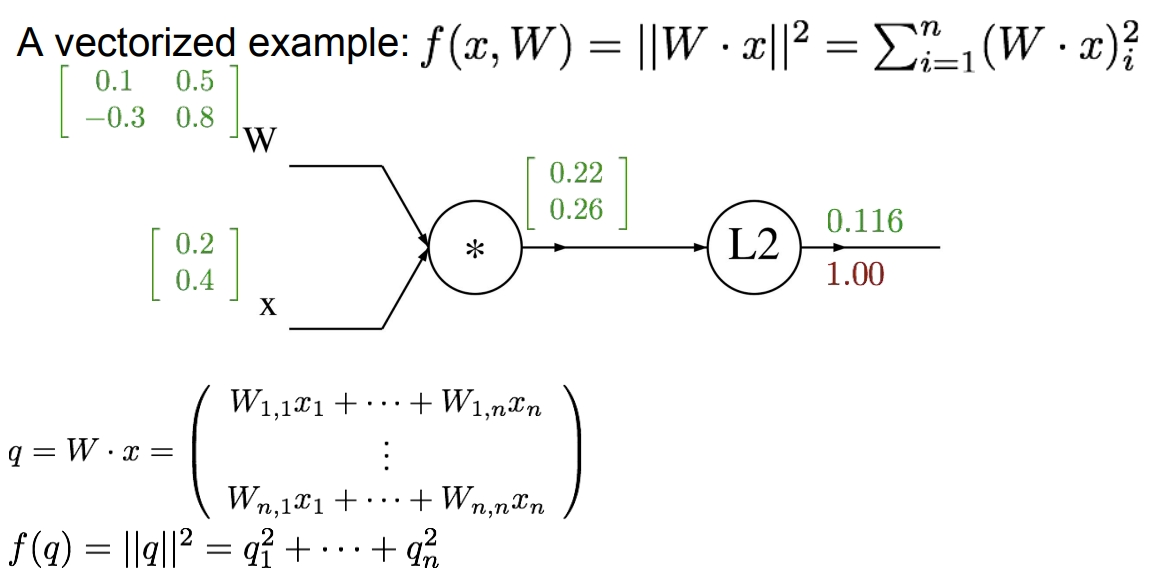 A vectorized example: f(x, W) = ||W · x||² = ∑ⁿᵢ₌₁(W · x)²ᵢ
[ 0.1 0.5
−0.3 0.8 ]
W
[ 0.22
0.26 ]
[ 0.2
0.4 ]
x
*
L2
0.116
1.00
q = W · x = ( W₁,₁x₁ + ··· + W₁,ₙxₙ
⋮
Wₙ,₁x₁ + ··· + Wₙ,ₙxₙ )
f(q) = ||q||² = q₁² + ··· + qₙ²